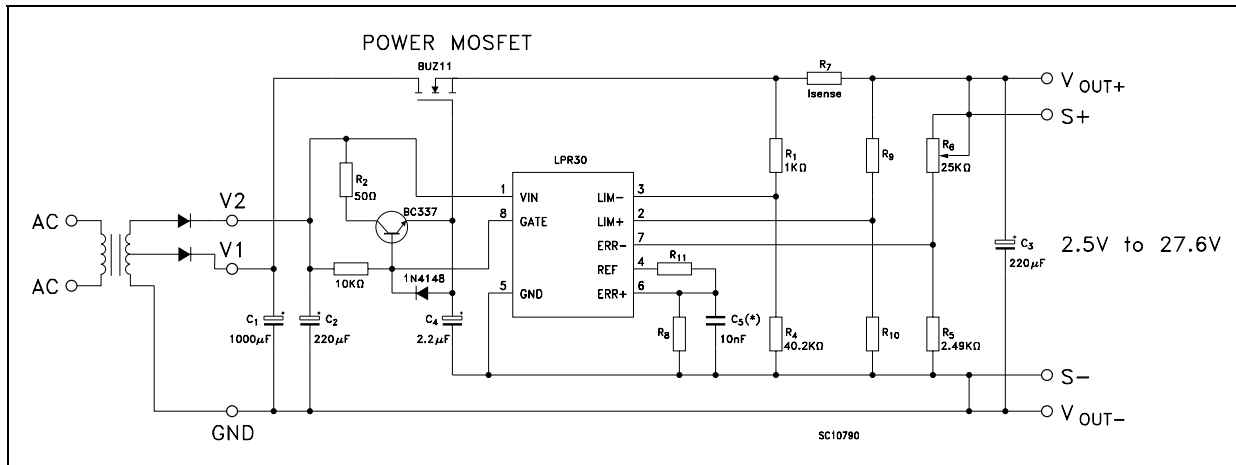 POWER MOSFET
BUZ11
R7
Isense
VOUT+
S+
R2
50Ω
LPR30
R1
1KΩ
R9
R6
25KΩ
AC
V2
BC337
1 VIN
LIM- 3
8 GATE
LIM+ 2
ERR- 7
V1
AC
10KΩ
1N4148
REF 4
R11
5 GND
ERR+ 6
C3
220μF
2.5V to 27.6V
C1
1000μF
C2
220μF
C4
2.2μF
R8
C5(*)
10nF
R4
40.2KΩ
R10
R5
2.49KΩ
S-
GND
VOUT-
SC10790
+
+
+
+